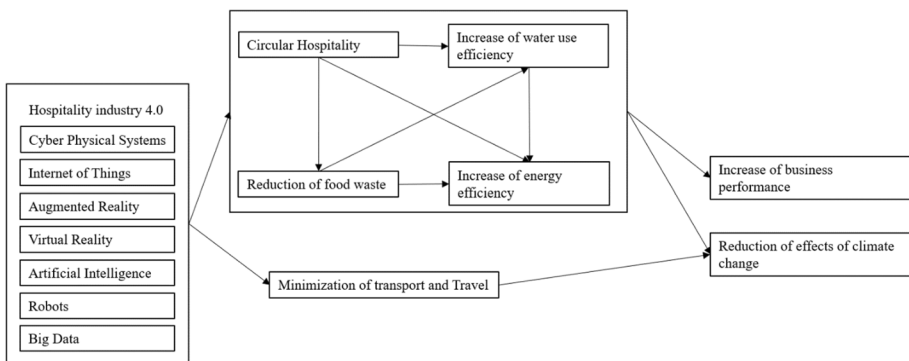 Hospitality industry 4.0
Cyber Physical Systems
Internet of Things
Augmented Reality
Virtual Reality
Artificial Intelligence
Robots
Big Data
Circular Hospitality
Increase of water use
efficiency
Reduction of food waste
Increase of energy
efficiency
Minimization of transport and Travel
Increase of business
performance
Reduction of effects of climate
change